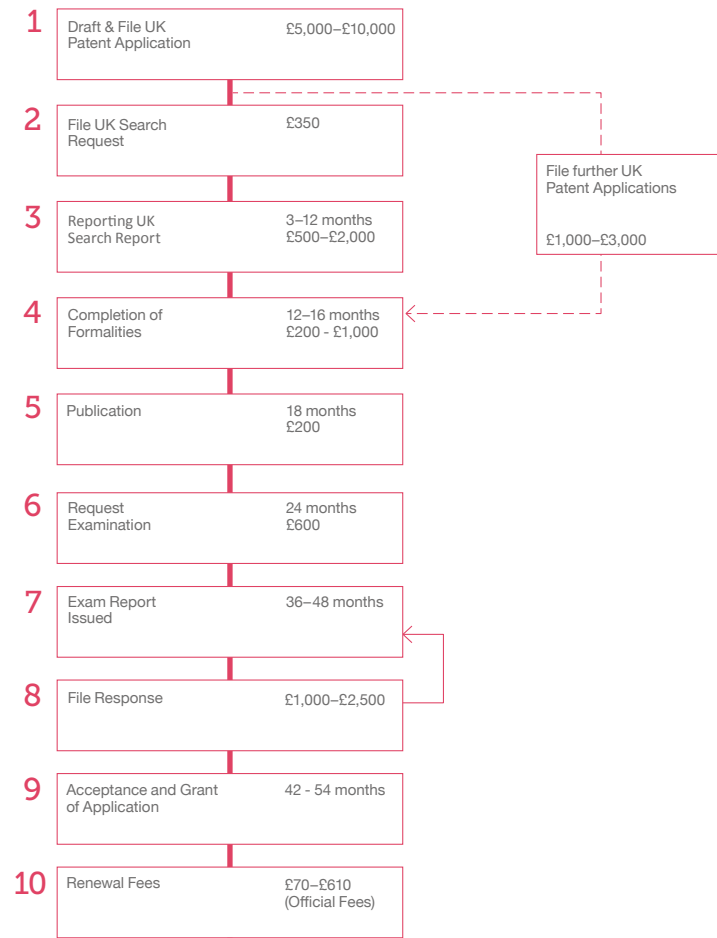 1
Draft & File UK
Patent Application
£5,000–£10,000
2
File UK Search
Request
£350
File further UK
Patent Applications
£1,000–£3,000
3
Reporting UK
Search Report
3–12 months
£500–£2,000
4
Completion of
Formalities
12–16 months
£200 - £1,000
5
Publication
18 months
£200
6
Request
Examination
24 months
£600
7
Exam Report
Issued
36–48 months
8
File Response
£1,000–£2,500
9
Acceptance and Grant
of Application
42 - 54 months
10
Renewal Fees
£70–£610
(Official Fees)